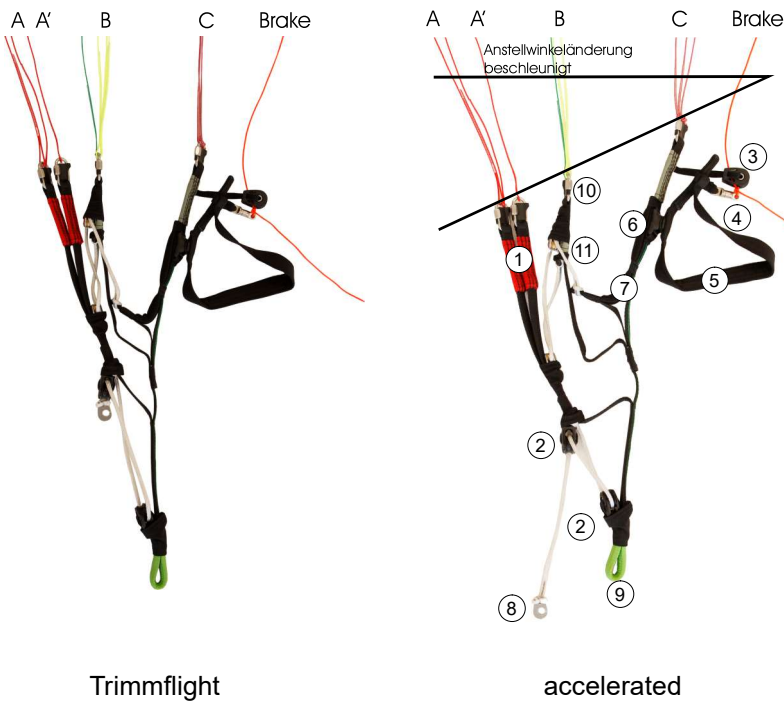 A A' B C Brake
A A' B C Brake
Anstellwinkeländerung
beschleunigt
3
10
4
6
11
1
5
7
2
2
9
8
Trimmflight
accelerated